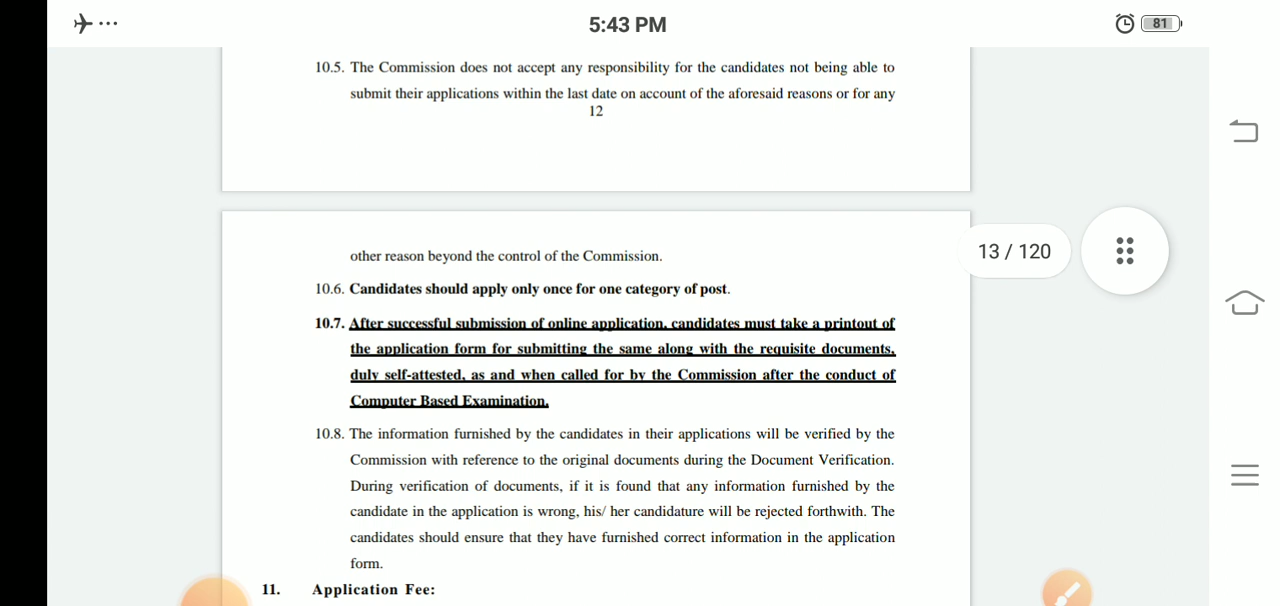 5:43 PM
81
10.5. The Commission does not accept any responsibility for the candidates not being able to
submit their applications within the last date on account of the aforesaid reasons or for any
12
13 / 120
other reason beyond the control of the Commission.
10.6. Candidates should apply only once for one category of post.
10.7. After successful submission of online application, candidates must take a printout of
the application form for submitting the same along with the requisite documents,
duly self-attested, as and when called for by the Commission after the conduct of
Computer Based Examination.
10.8. The information furnished by the candidates in their applications will be verified by the
Commission with reference to the original documents during the Document Verification.
During verification of documents, if it is found that any information furnished by the
candidate in the application is wrong, his/ her candidature will be rejected forthwith. The
candidates should ensure that they have furnished correct information in the application
form.
11. Application Fee: